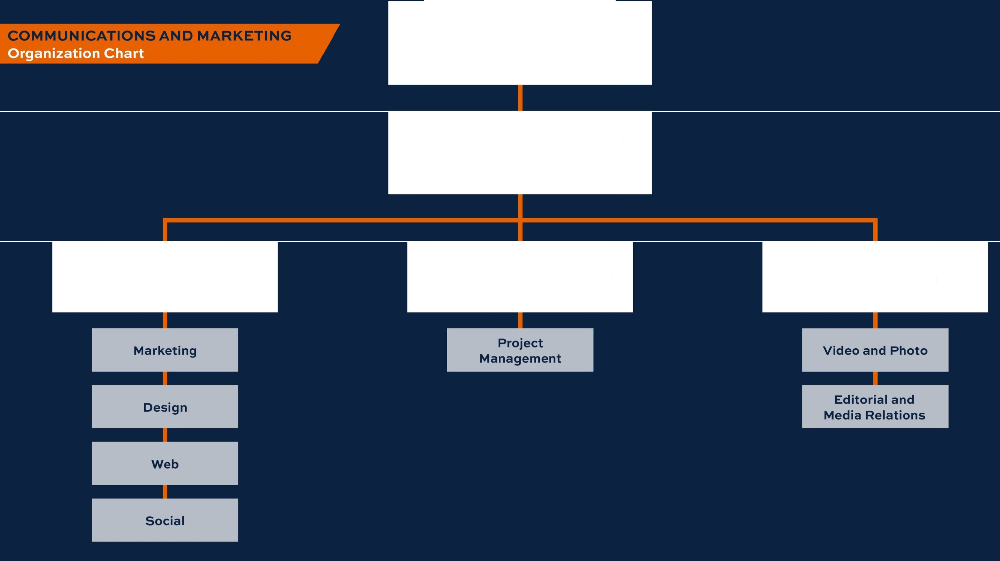 COMMUNICATIONS AND MARKETING
Organization Chart
Marketing
Design
Web
Social
Project
Management
Video and Photo
Editorial and
Media Relations